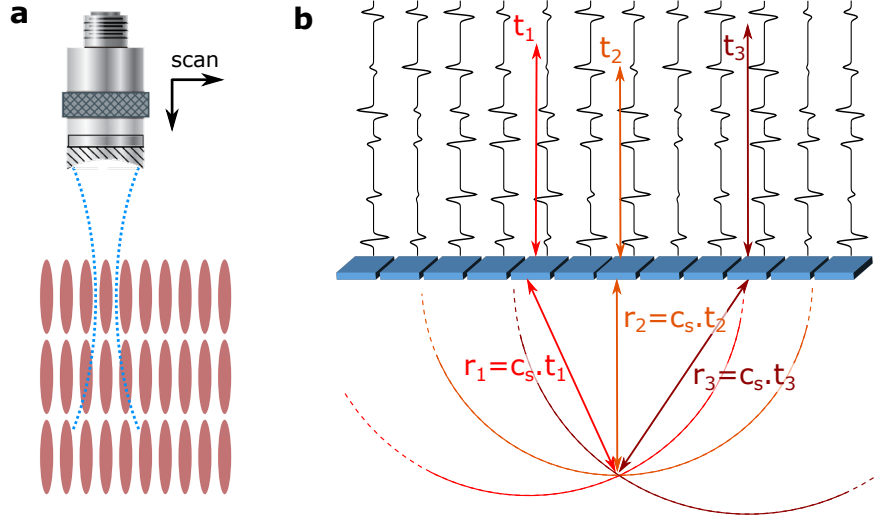 a
scan
b
t₁
t₂
t₃
r₁=cₛ.t₁
r₂=cₛ.t₂
r₃=cₛ.t₃